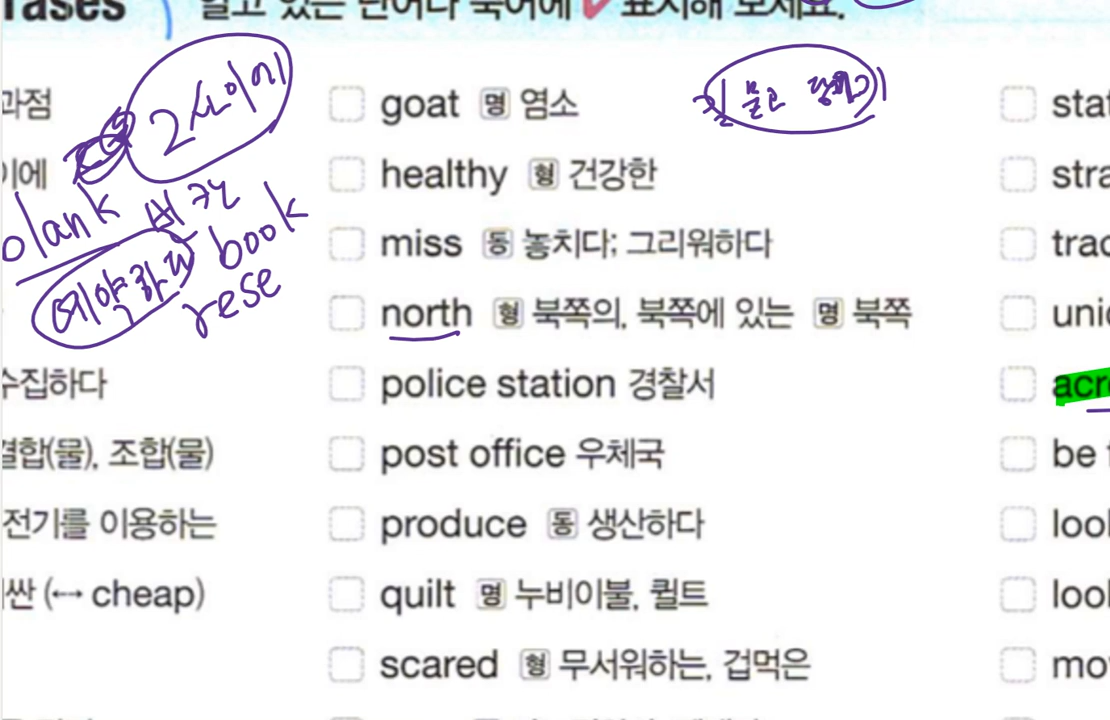 알고 있는 단어나 숙어에 표시해 보세요.
과점
이에
2 사이에
blank 빈칸
예약하다 book
rese
수집하다
결합(물), 조합(물)
전기를 이용하는
싼 (↔ cheap)
goat 명 염소
healthy 형 건강한
miss 동 놓치다; 그리워하다
north 형 북쪽의, 북쪽에 있는 명 북쪽
police station 경찰서
post office 우체국
produce 동 생산하다
quilt 명 누비이불, 퀼트
scared 형 무서워하는, 겁먹은
길 묻고 답하기
stat
stra
trac
uni
acr
be
loo
loo
mo